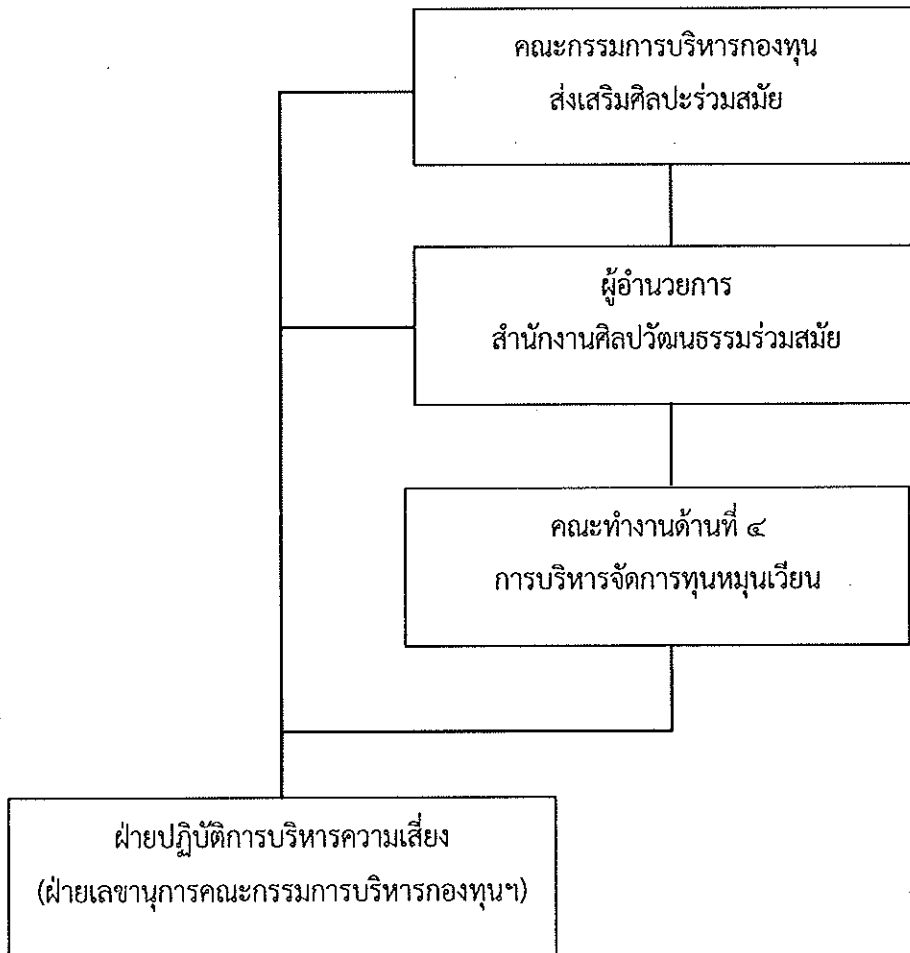 คณะกรรมการบริหารกองทุน
ส่งเสริมศิลปะร่วมสมัย
ผู้อำนวยการ
สำนักงานศิลปวัฒนธรรมร่วมสมัย
คณะทำงานด้านที่ ๔
การบริหารจัดการทุนหมุนเวียน
ฝ่ายปฏิบัติการบริหารความเสี่ยง
(ฝ่ายเลขานุการคณะกรรมการบริหารกองทุนฯ)